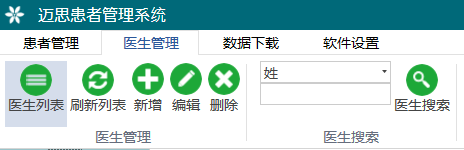 迈思患者管理系统
患者管理 医生管理 数据下载 软件设置
姓
医生列表 刷新列表 新增 编辑 删除 医生搜索
医生管理 医生搜索